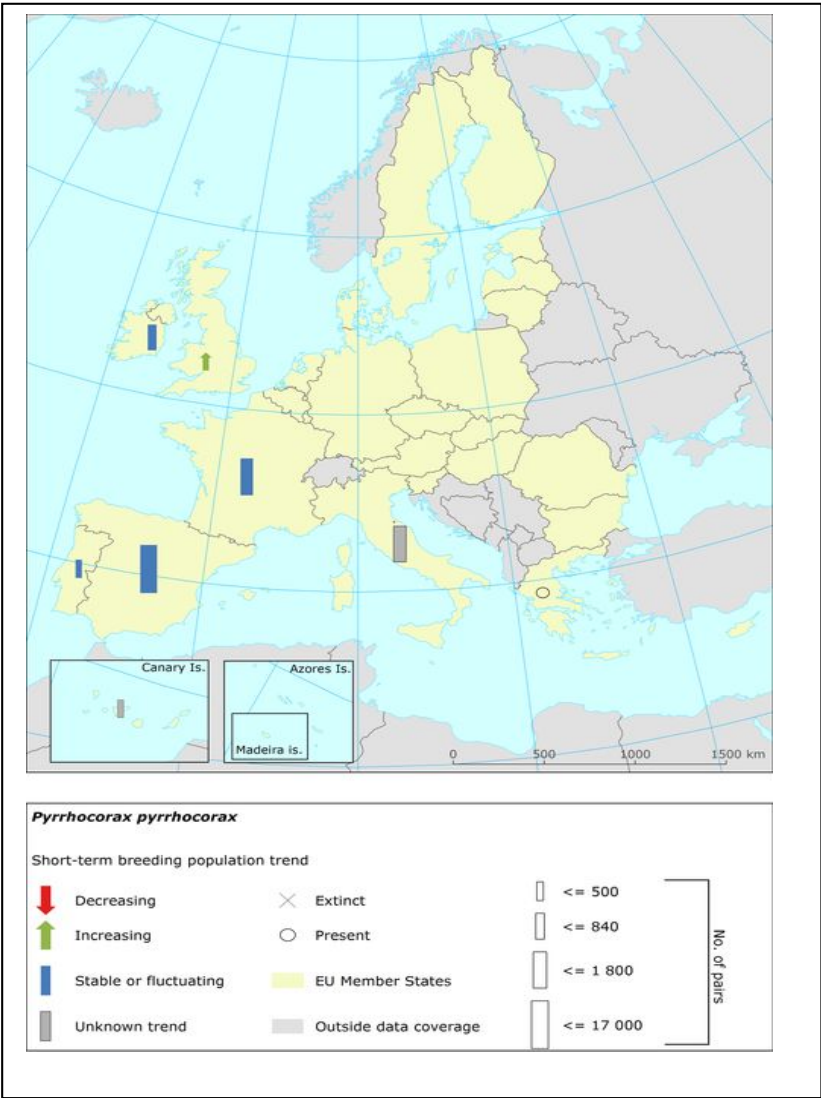 Canary Is.
Azores Is.
Madeira is.
0 500 1000 1500 km
Pyrrhocorax pyrrhocorax
Short-term breeding population trend
Decreasing
Increasing
Stable or fluctuating
Unknown trend
Extinct
Present
EU Member States
Outside data coverage
<= 500
<= 840
<= 1 800
<= 17 000
No. of pairs